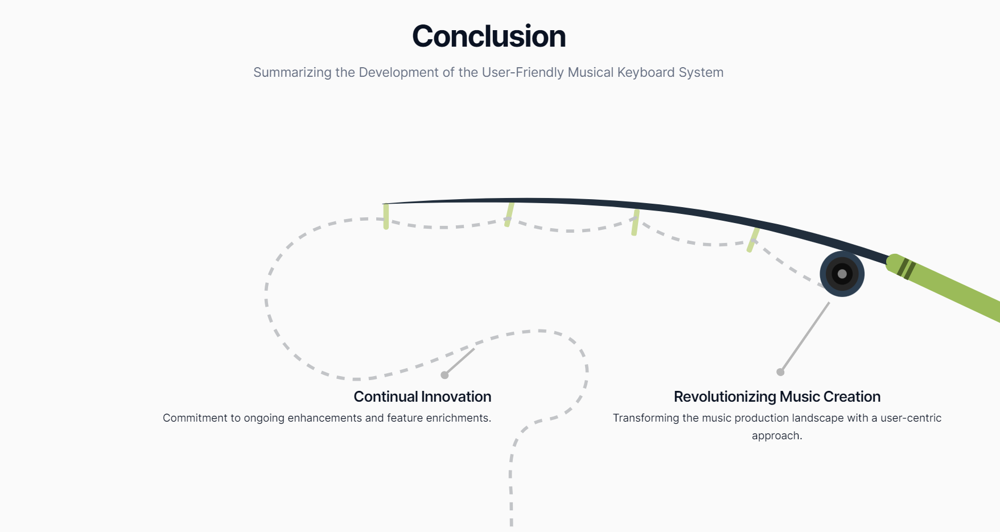 Conclusion
Summarizing the Development of the User-Friendly Musical Keyboard System
Continual Innovation
Commitment to ongoing enhancements and feature enrichments.
Revolutionizing Music Creation
Transforming the music production landscape with a user-centric
approach.